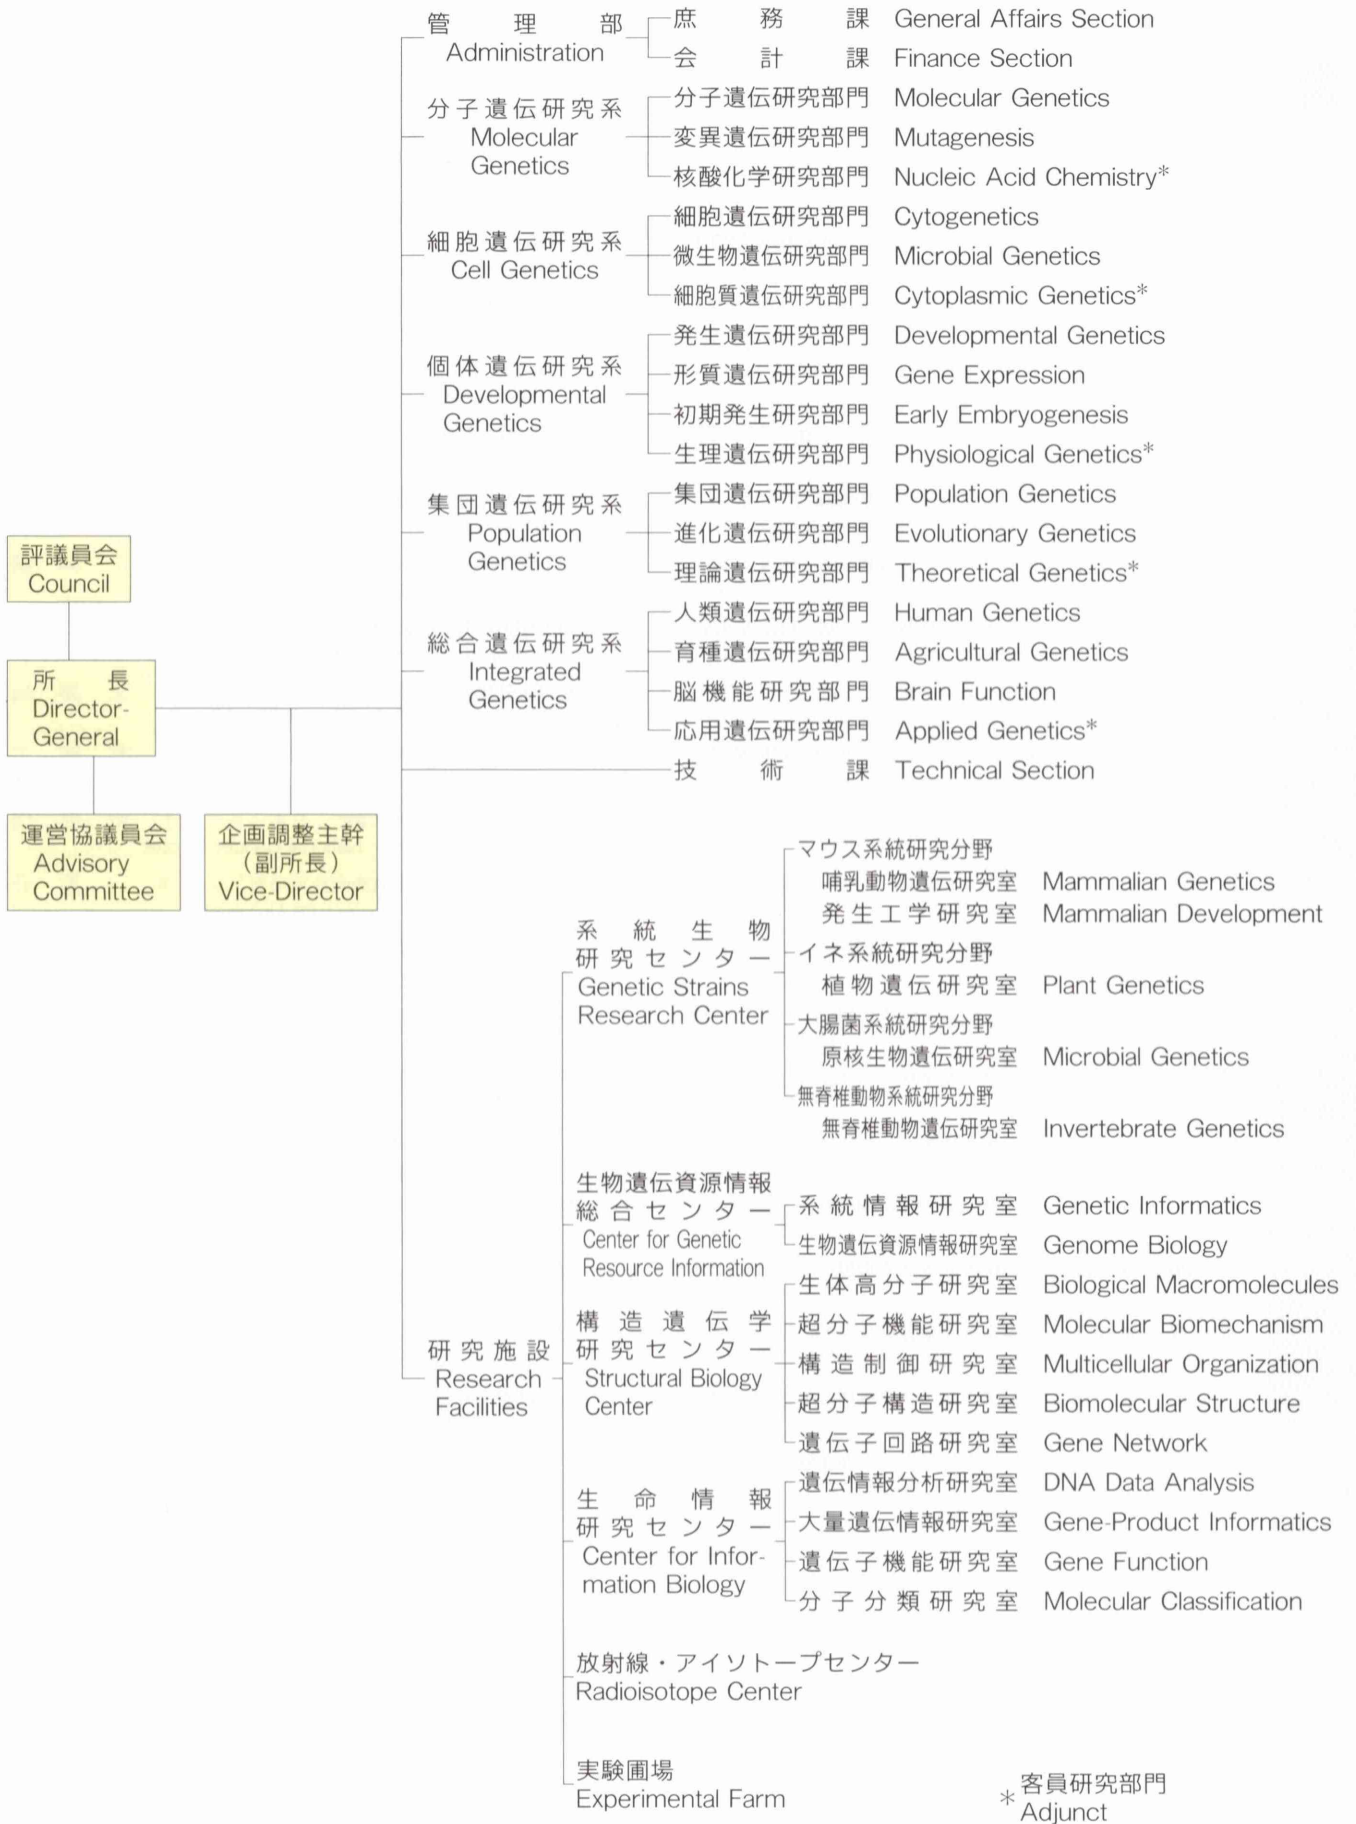 管理部
Administration
庶務課 General Affairs Section
会計課 Finance Section
分子遺伝研究系
Molecular
Genetics
分子遺伝研究部門 Molecular Genetics
変異遺伝研究部門 Mutagenesis
核酸化学研究部門 Nucleic Acid Chemistry*
細胞遺伝研究系
Cell Genetics
細胞遺伝研究部門 Cytogenetics
微生物遺伝研究部門 Microbial Genetics
細胞質遺伝研究部門 Cytoplasmic Genetics*
個体遺伝研究系
Developmental
Genetics
発生遺伝研究部門 Developmental Genetics
形質遺伝研究部門 Gene Expression
初期発生研究部門 Early Embryogenesis
生理遺伝研究部門 Physiological Genetics*
集団遺伝研究系
Population
Genetics
集団遺伝研究部門 Population Genetics
進化遺伝研究部門 Evolutionary Genetics
理論遺伝研究部門 Theoretical Genetics*
評議員会
Council
所長
Director-
General
運営協議員会
Advisory
Committee
企画調整主幹
（副所長）
Vice-Director
総合遺伝研究系
Integrated
Genetics
人類遺伝研究部門 Human Genetics
育種遺伝研究部門 Agricultural Genetics
脳機能研究部門 Brain Function
応用遺伝研究部門 Applied Genetics*
技術課 Technical Section
研究施設
Research
Facilities
系統生物
研究センター
Genetic Strains
Research Center
マウス系統研究分野
哺乳動物遺伝研究室 Mammalian Genetics
発生工学研究室 Mammalian Development
イネ系統研究分野
植物遺伝研究室 Plant Genetics
大腸菌系統研究分野
原核生物遺伝研究室 Microbial Genetics
無脊椎動物系統研究分野
無脊椎動物遺伝研究室 Invertebrate Genetics
生物遺伝資源情報
総合センター
Center for Genetic
Resource Information
系統情報研究室 Genetic Informatics
生物遺伝資源情報研究室 Genome Biology
構造遺伝学
研究センター
Structural Biology
Center
生体高分子研究室 Biological Macromolecules
超分子機能研究室 Molecular Biomechanism
構造制御研究室 Multicellular Organization
超分子構造研究室 Biomolecular Structure
遺伝子回路研究室 Gene Network
生命情報
研究センター
Center for Infor-
mation Biology
遺伝情報分析研究室 DNA Data Analysis
大量遺伝情報研究室 Gene-Product Informatics
遺伝子機能研究室 Gene Function
分子分類研究室 Molecular Classification
放射線・アイソトープセンター
Radioisotope Center
実験圃場
Experimental Farm
* 客員研究部門
Adjunct